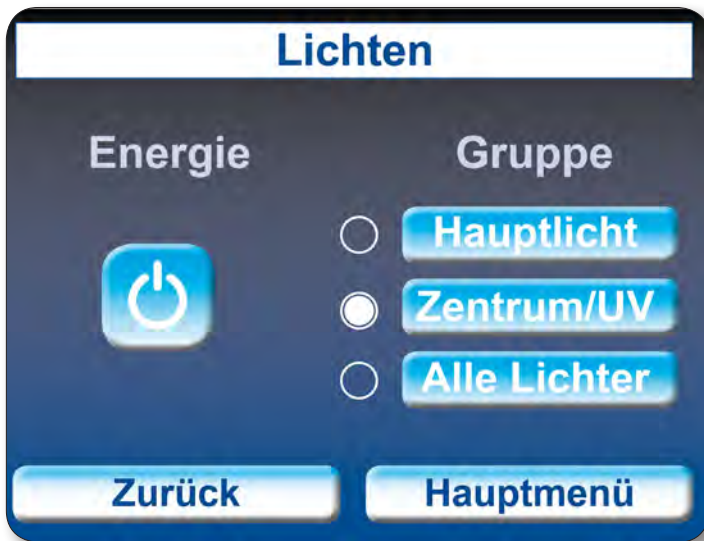 Lichten
Energie
Gruppe
Hauptlicht
Zentrum/UV
Alle Lichter
Zurück
Hauptmenü